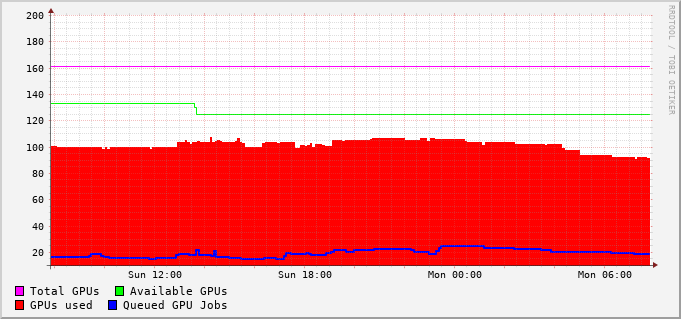 RRDTOOL / TOBI OETIKER
200
180
160
140
120
100
80
60
40
20
Sun 12:00 Sun 18:00 Mon 00:00 Mon 06:00
Total GPUs Available GPUs
GPUs used Queued GPU Jobs